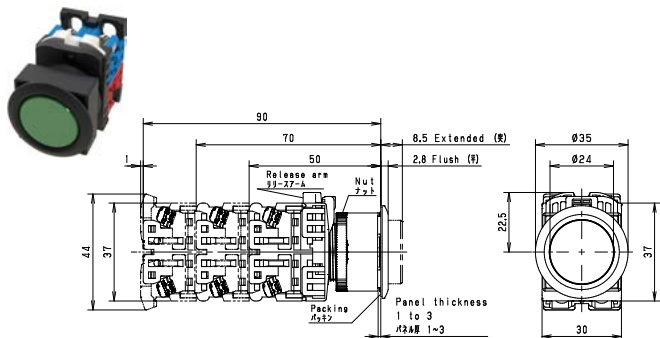 90
70
50
1
8.5 Extended (突)
2.8 Flush (平)
Release arm
リリースアーム
Nut
ナット
44
37
Packing
パッキン
Panel thickness
1 to 3
パネル厚 1~3
Ø35
Ø24
22.5
37
30